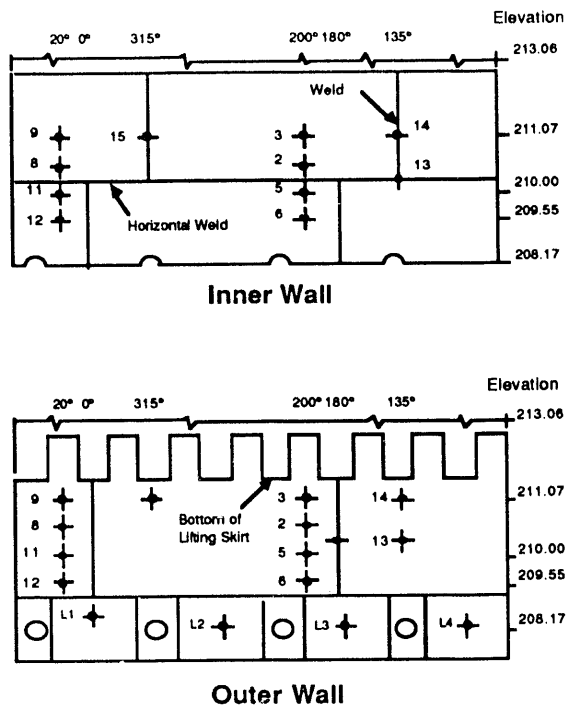 Elevation
20° 0° 315° 200° 180° 135°
213.06
Weld
9 15 3 14 211.07
8 2 13
11 5 210.00
12 6 209.55
Horizontal Weld
208.17
Inner Wall
Elevation
20° 0° 315° 200° 180° 135°
213.06
9 3 14 211.07
8 Bottom of 2
Lifting Skirt 13
11 5 210.00
12 6 209.55
L1 L2 L3 L4 208.17
Outer Wall